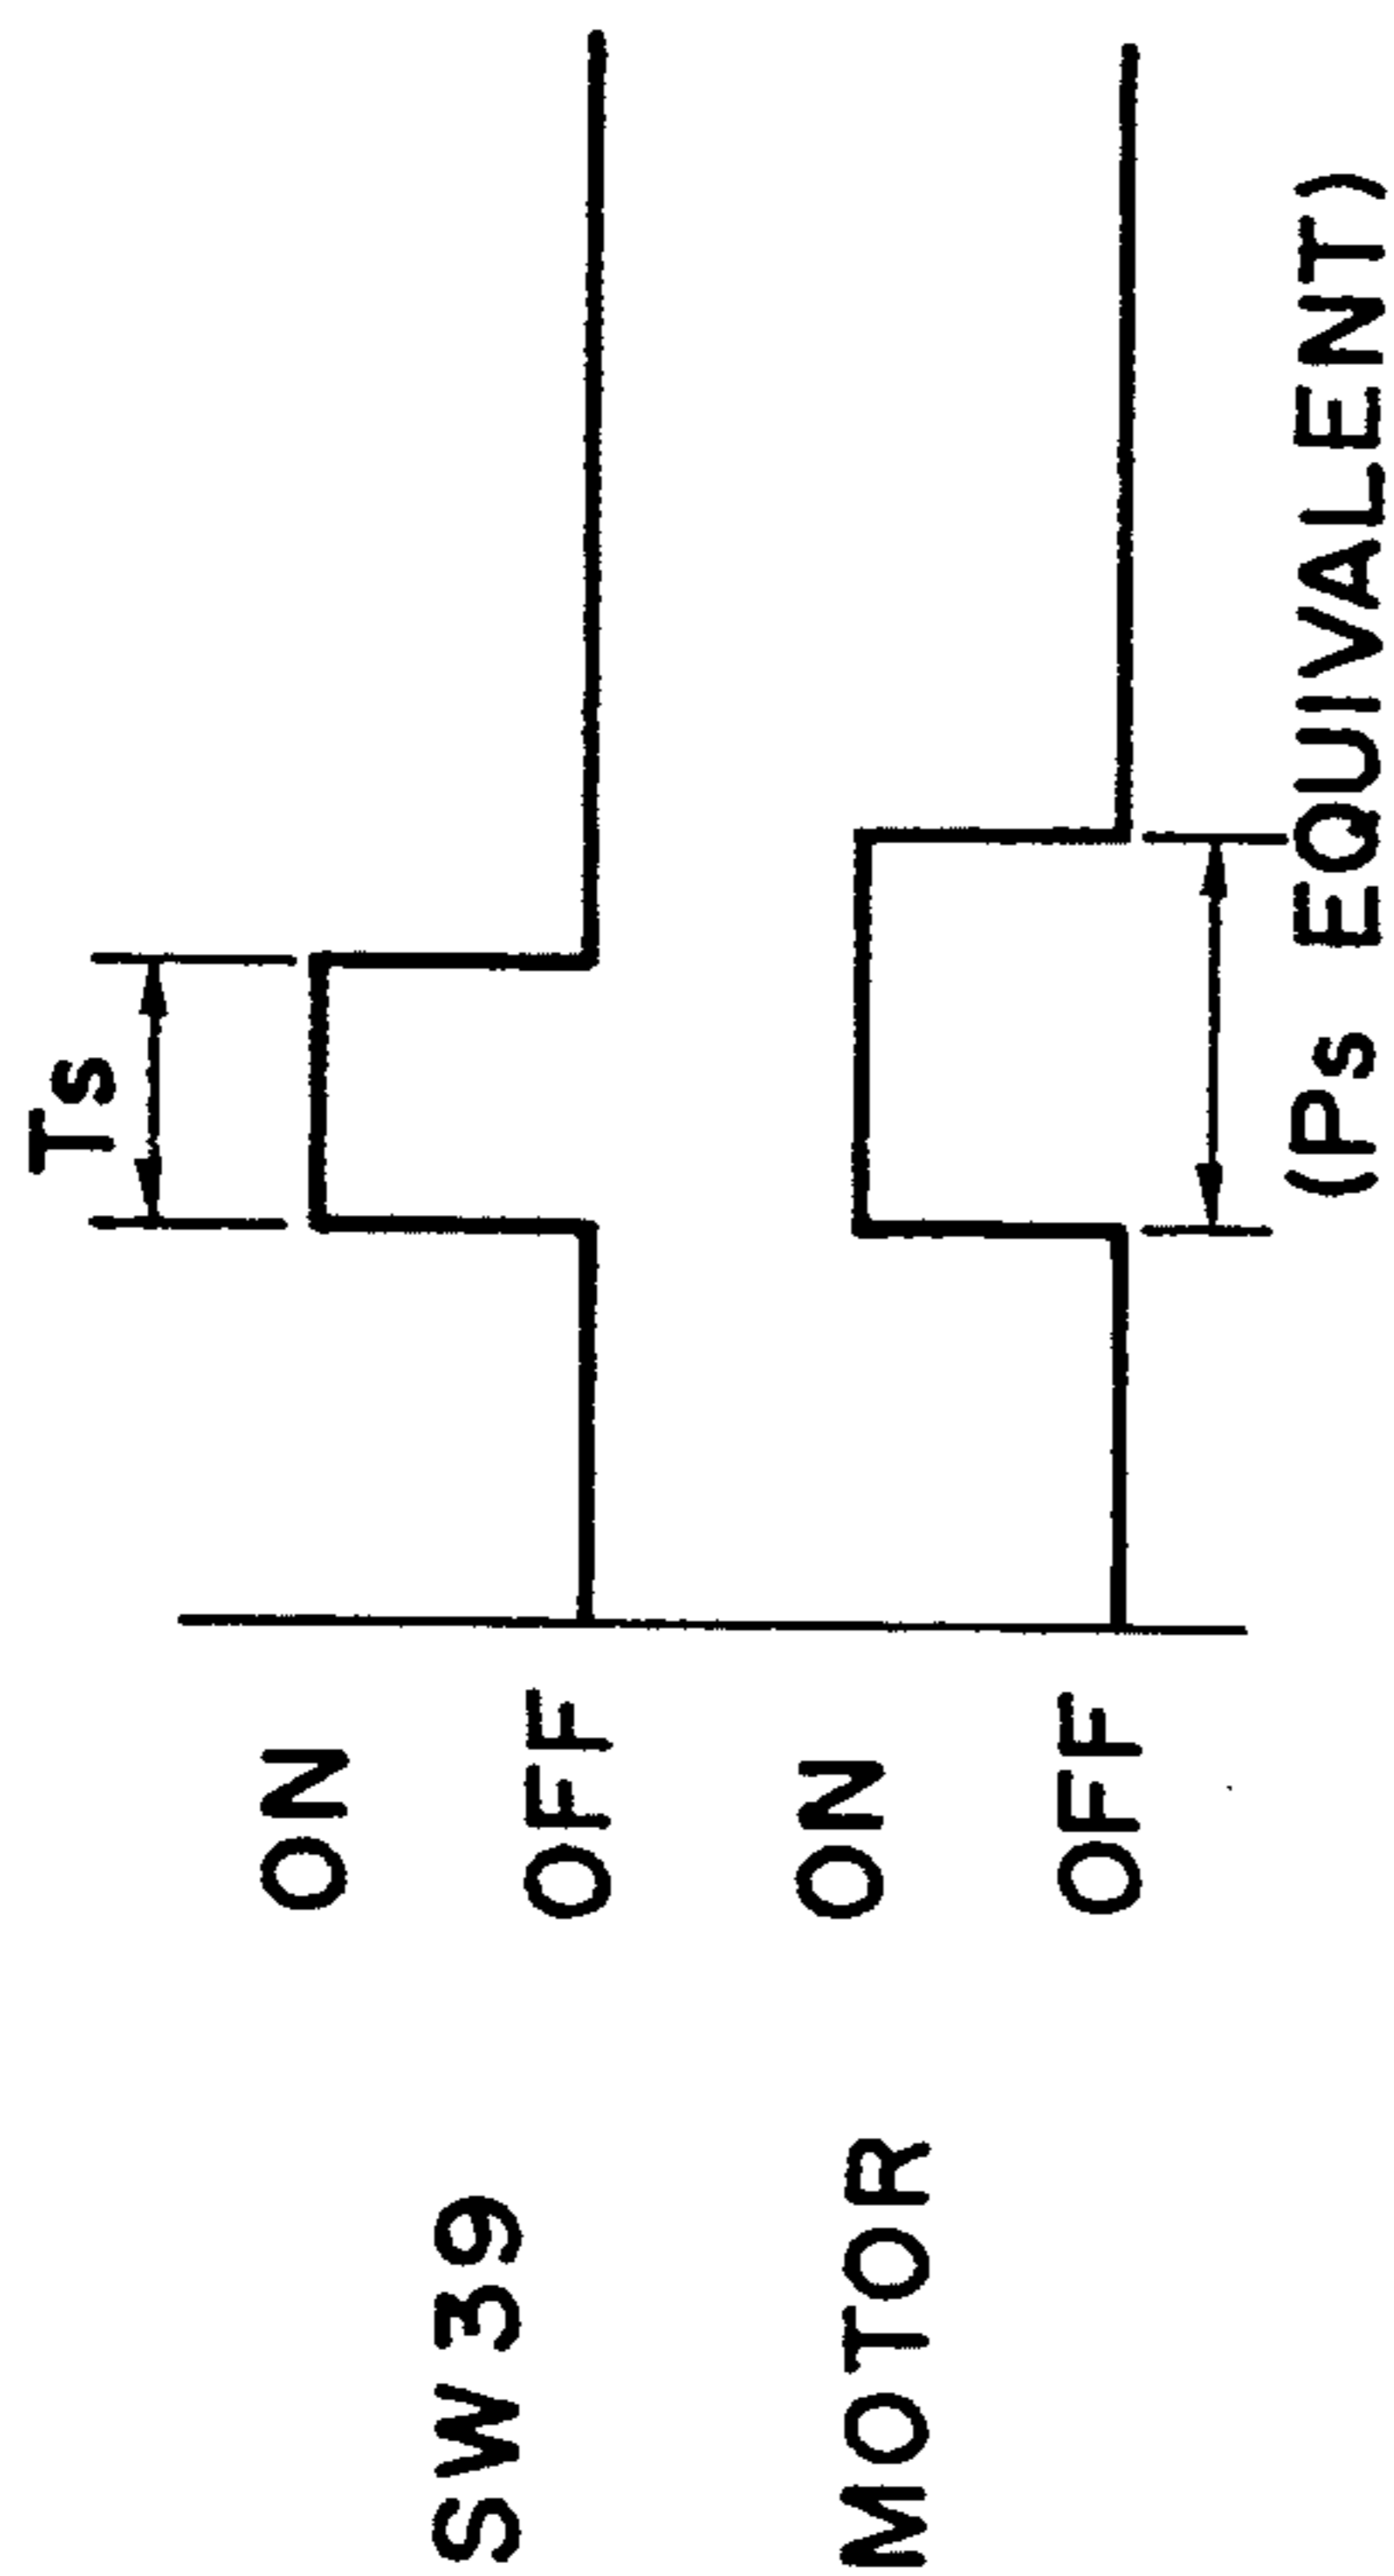 Ts
ON
SW39
OFF
ON
MOTOR
OFF
(Ps EQUIVALENT)